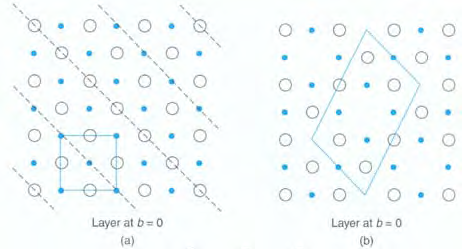 Layer at b = 0
(a)
Layer at b = 0
(b)